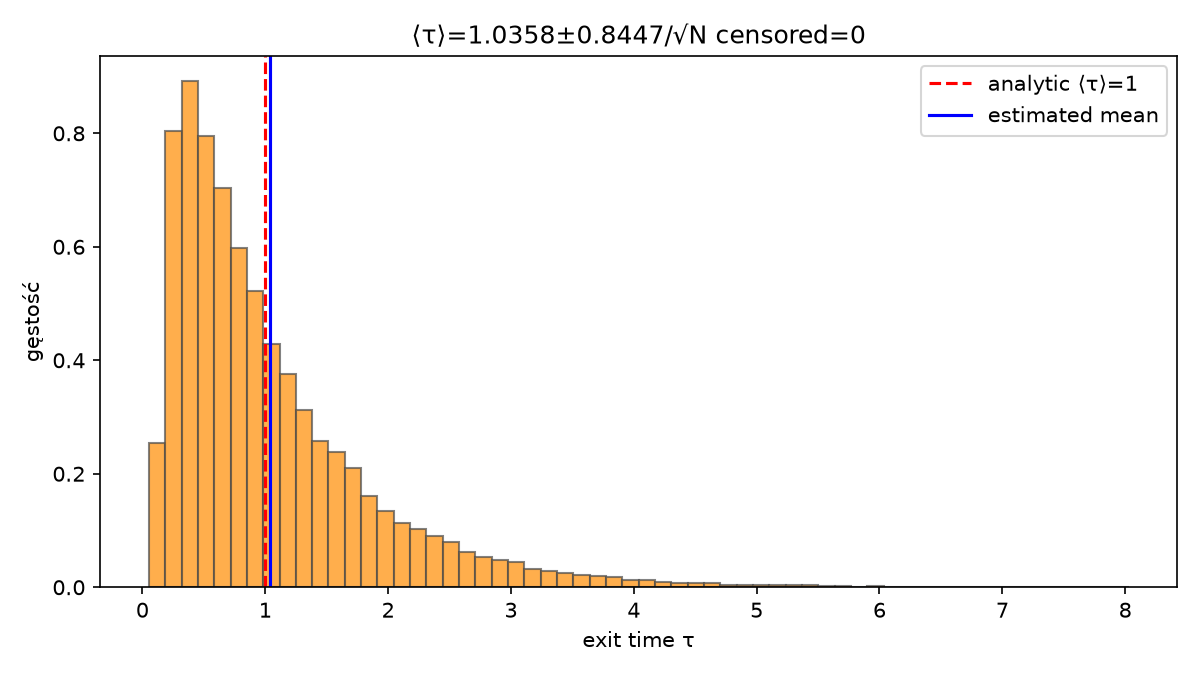 ⟨τ⟩=1.0358±0.8447/√N censored=0
analytic ⟨τ⟩=1
estimated mean
gęstość
0.8
0.6
0.4
0.2
0.0
0 1 2 3 4 5 6 7 8
exit time τ